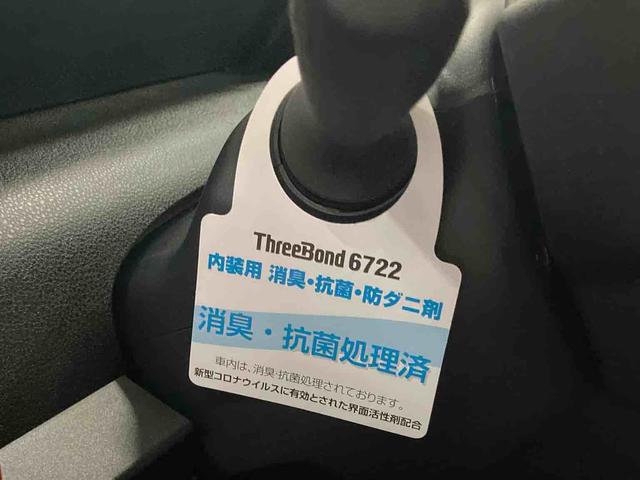 ThreeBond 6722
内装用 消臭・抗菌・防ダニ剤
消臭・抗菌処理済
車内は、消臭・抗菌処理されております。
新型コロナウイルスに有効とされた界面活性剤配合